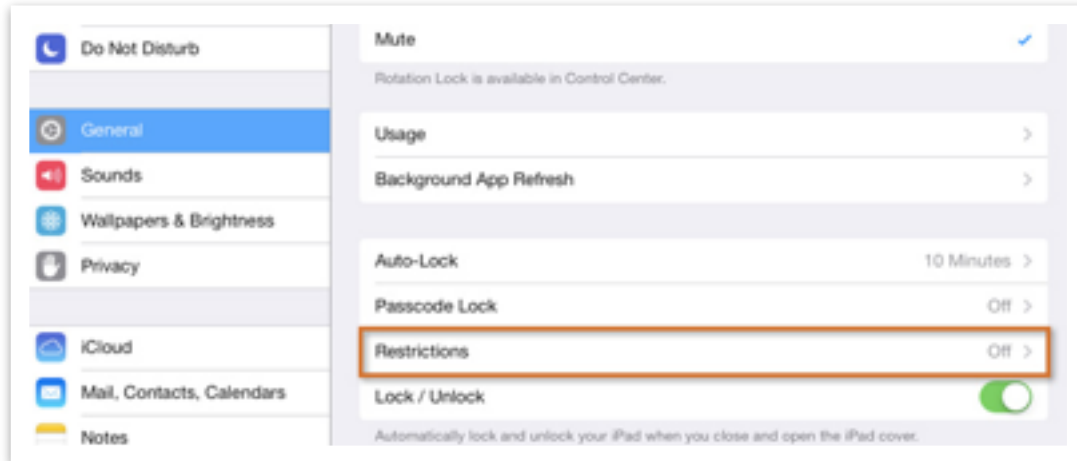 Do Not Disturb
General
Sounds
Wallpapers & Brightness
Privacy
iCloud
Mail, Contacts, Calendars
Notes
Mute
Rotation Lock is available in Control Center.
Usage
Background App Refresh
Auto-Lock 10 Minutes
Passcode Lock Off
Restrictions Off
Lock / Unlock
Automatically lock and unlock your iPad when you close and open the iPad cover.